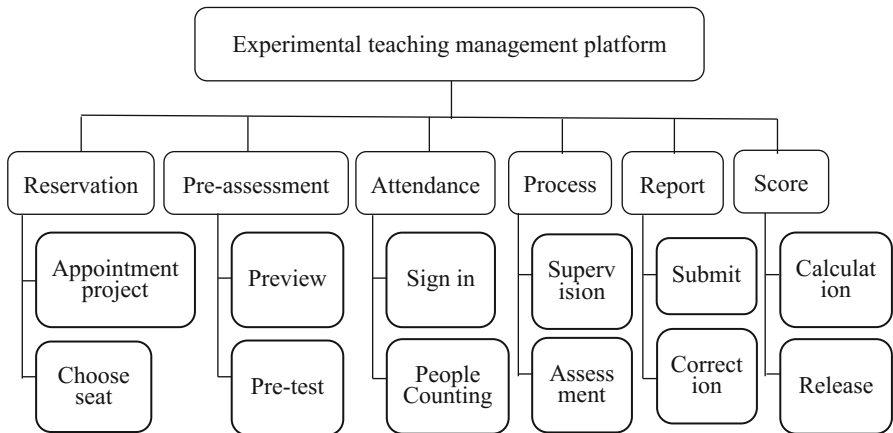 Experimental teaching management platform
Reservation
Pre-assessment
Attendance
Process
Report
Score
Appointment
project
Preview
Sign in
Superv
ision
Submit
Calculat
ion
Choose
seat
Pre-test
People
Counting
Assess
ment
Correct
ion
Release